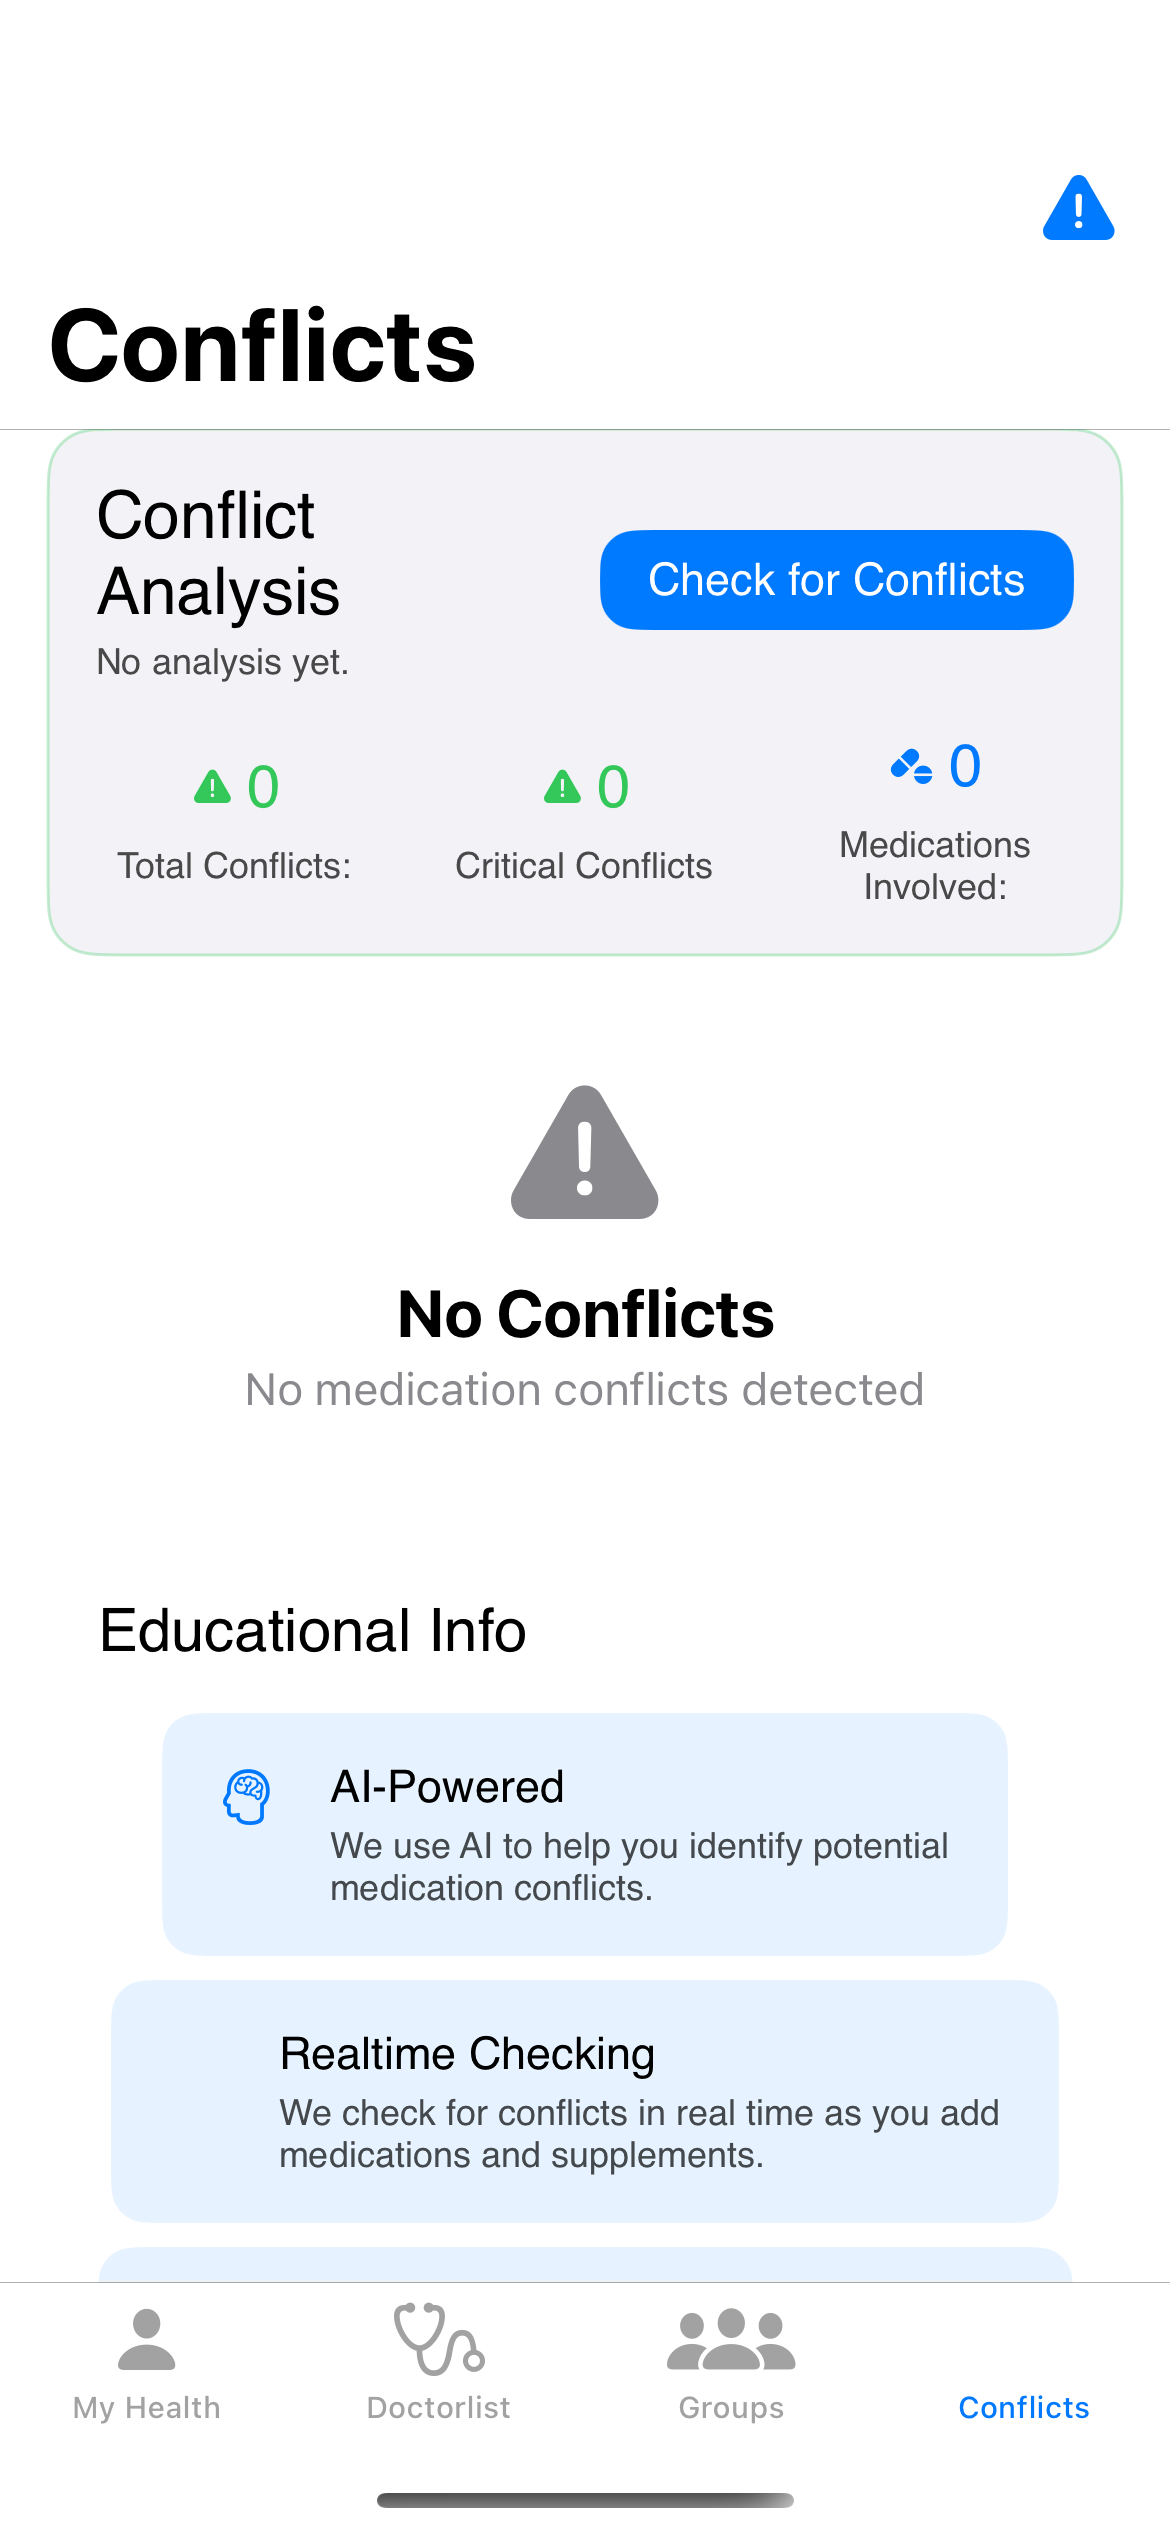 Conflicts
Conflict
Analysis
No analysis yet.
Check for Conflicts
0
Total Conflicts:
0
Critical Conflicts
0
Medications
Involved:
No Conflicts
No medication conflicts detected
Educational Info
AI-Powered
We use AI to help you identify potential
medication conflicts.
Realtime Checking
We check for conflicts in real time as you add
medications and supplements.
My Health
Doctorlist
Groups
Conflicts